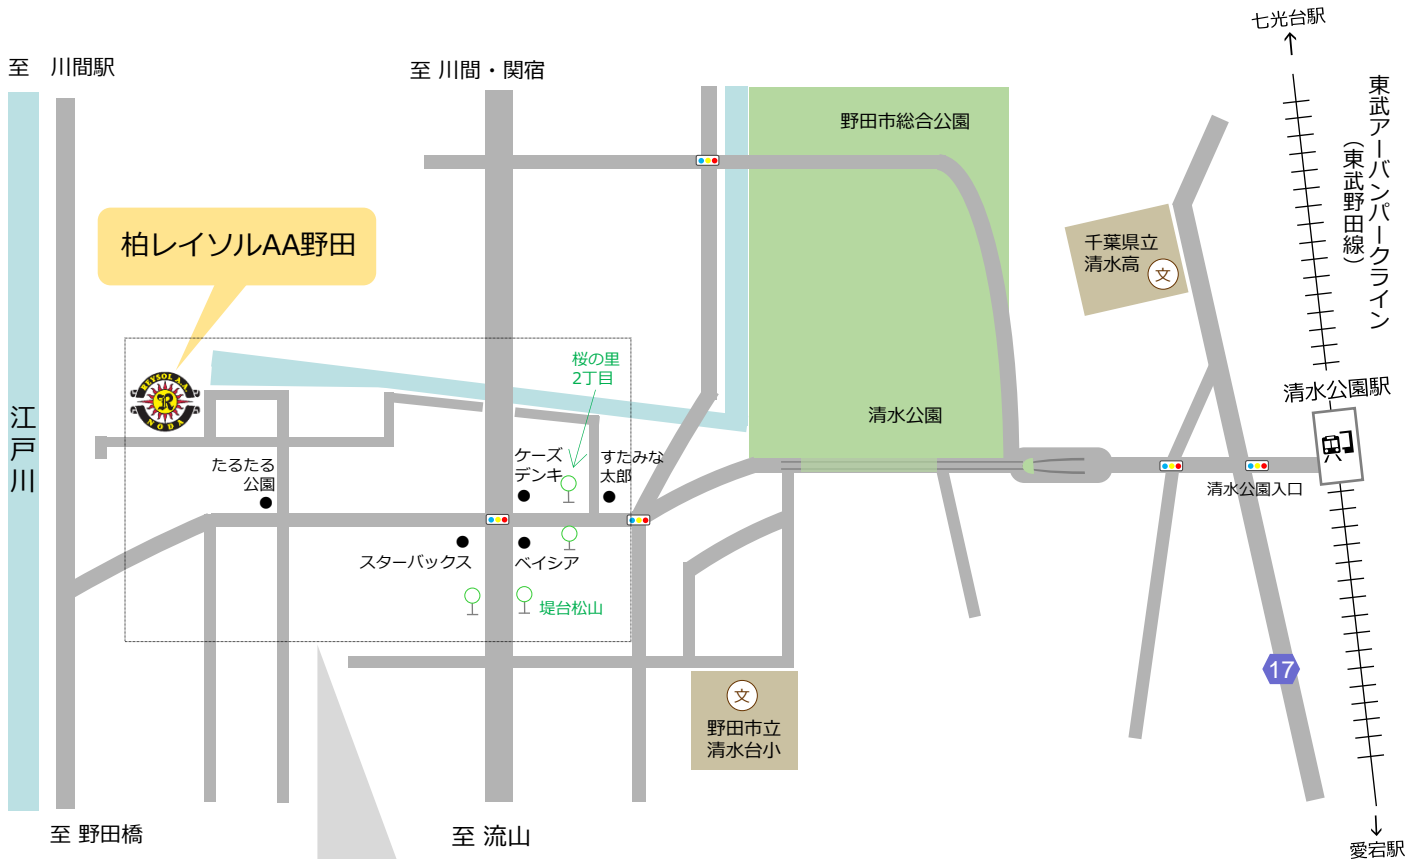 七光台駅
至　川間駅
至 川間・関宿
東武アーバンパークライン
（東武野田線）
野田市総合公園
柏レイソルAA野田
千葉県立
清水高
文
桜の里
2丁目
REYSOL A.A.
R
NODA
清水公園駅
江戸川
清水公園
ケーズ
デンキ
すたみな
太郎
たるたる
公園
清水公園入口
スターバックス
ベイシア
堤台松山
17
文
野田市立
清水台小
至 野田橋
至 流山
愛宕駅